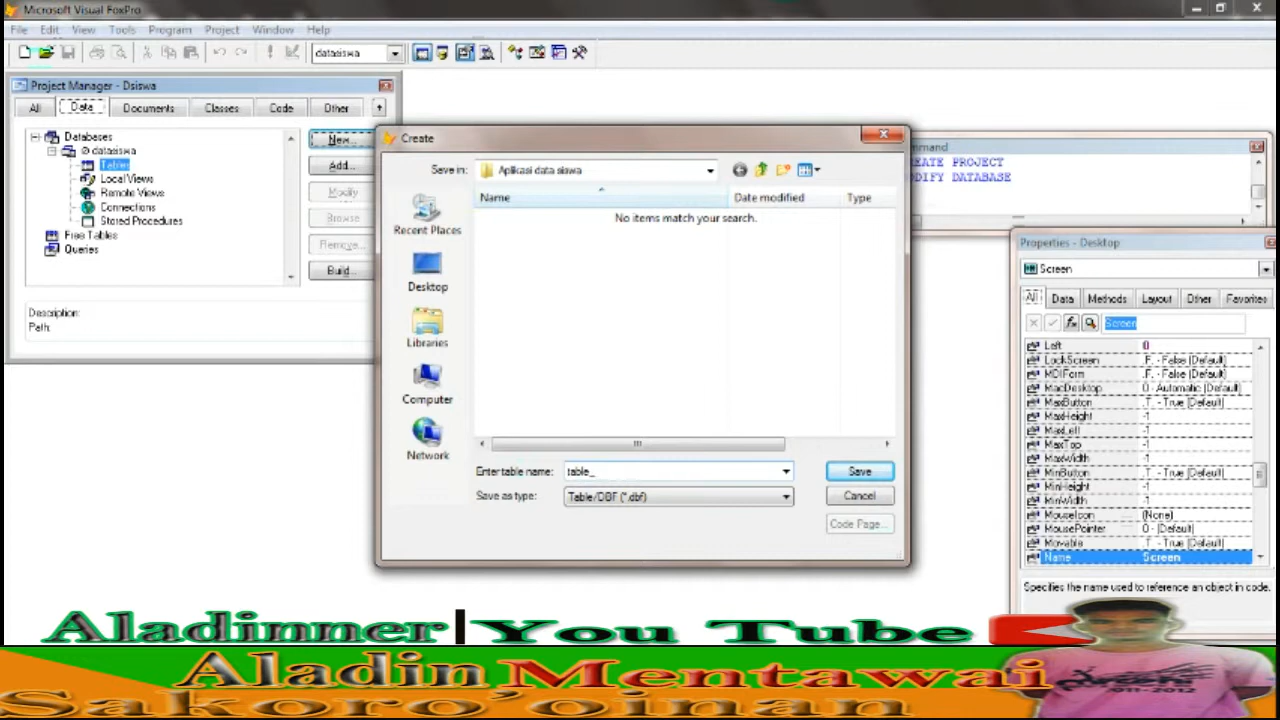 Microsoft Visual FoxPro
File Edit View Tools Program Project Window Help
datasiswa
Project Manager - Dsiswa
All Data Documents Classes Code Other
Databases
datasiswa
Tables
Local Views
Remote Views
Connections
Stored Procedures
Free Tables
Queries
New...
Add...
Modify
Browse
Remove...
Build...
Description:
Path:
Create
Save in: Aplikasi data siswa
Name Date modified Type
No items match your search.
Recent Places
Desktop
Libraries
Computer
Network
Enter table name: table_
Save
Save as type: Table/DBF (*.dbf)
Cancel
Code Page...
ommand
REATE PROJECT
DIFY DATABASE
Properties - Desktop
Screen
All Data Methods Layout Other Favorites
Screen
Left 0
LockScreen .F. - False (Default)
MDIForm .F. - False (Default)
MacDesktop 0 - Automatic (Default)
MaxButton .T. - True (Default)
MaxHeight -1
MaxLeft -1
MaxTop -1
MaxWidth -1
MinButton .T. - True (Default)
MinHeight -1
MinWidth -1
MouseIcon (None)
MousePointer 0 - (Default)
Movable .T. - True (Default)
Name Screen
Specifies the name used to reference an object in code.
Aladinner|You Tube
Aladin Mentawai
Sakoro'oinan
2011-2012